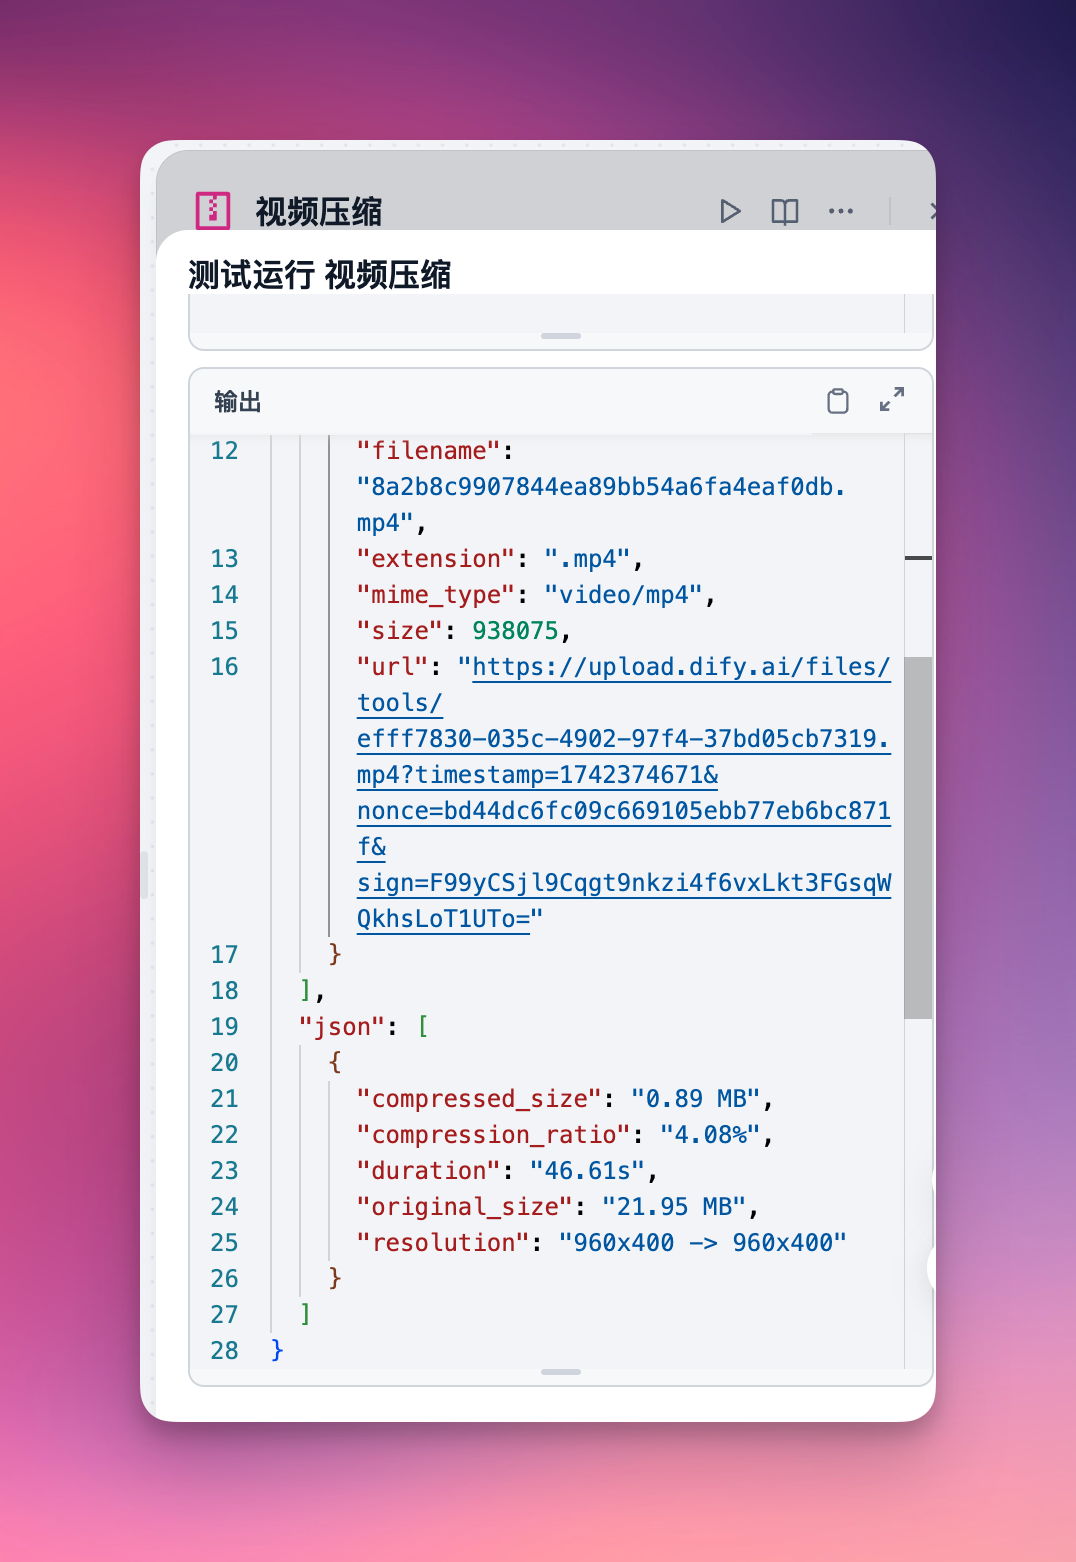 视频压缩
测试运行 视频压缩
输出
12 "filename":
"8a2b8c9907844ea89bb54a6fa4eaf0db.
mp4",
13 "extension": ".mp4",
14 "mime_type": "video/mp4",
15 "size": 938075,
16 "url": "https://upload.dify.ai/files/
tools/
efff7830-035c-4902-97f4-37bd05cb7319.
mp4?timestamp=1742374671&
nonce=bd44dc6fc09c669105ebb77eb6bc871
f&
sign=F99yCSjl9Cqgt9nkzi4f6vxLkt3FGsqW
QkhsLoT1UTo="
17 }
18 ],
19 "json": [
20 {
21 "compressed_size": "0.89 MB",
22 "compression_ratio": "4.08%",
23 "duration": "46.61s",
24 "original_size": "21.95 MB",
25 "resolution": "960x400 -> 960x400"
26 }
27 ]
28 }